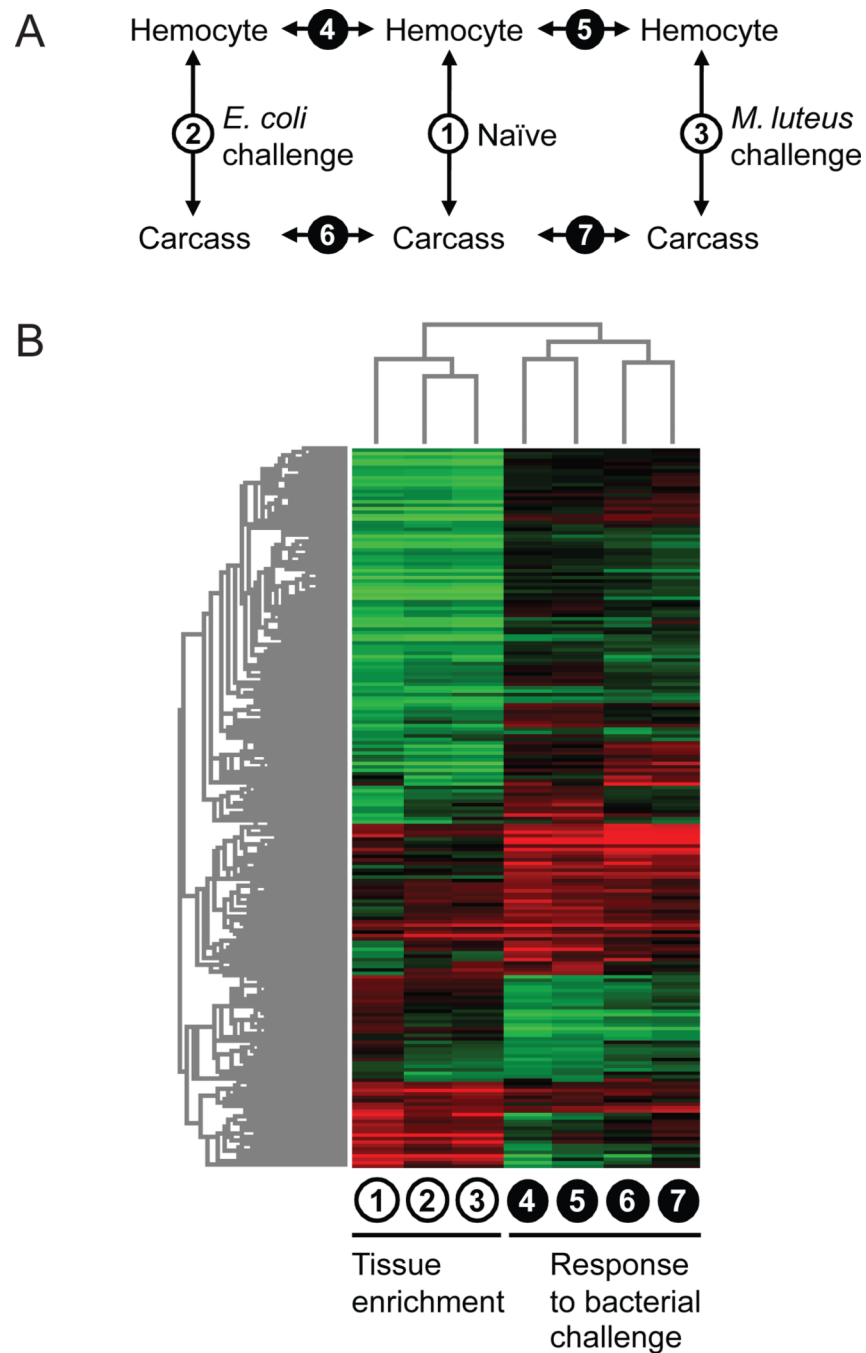 A
Hemocyte 4 Hemocyte 5 Hemocyte
2 E. coli challenge 1 Naïve 3 M. luteus challenge
Carcass 6 Carcass 7 Carcass
B
1 2 3 4 5 6 7
Tissue enrichment
Response to bacterial challenge